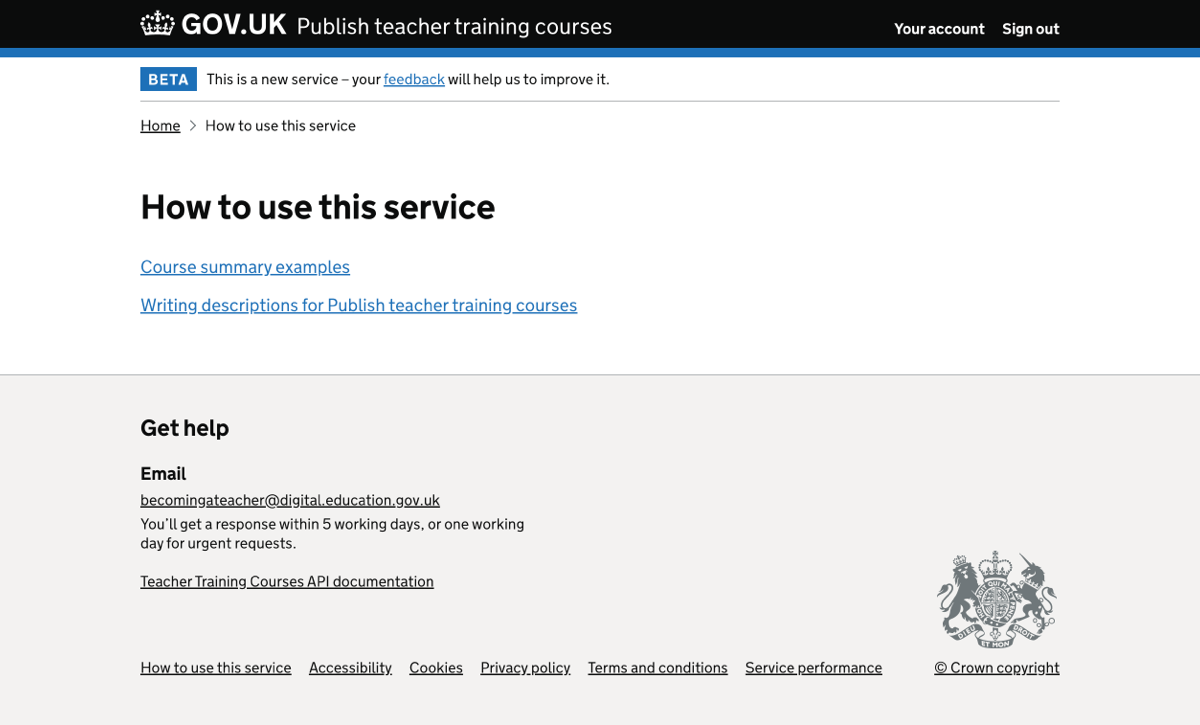 GOV.UK Publish teacher training courses
Your account Sign out
BETA This is a new service – your feedback will help us to improve it.
Home > How to use this service
How to use this service
Course summary examples
Writing descriptions for Publish teacher training courses
Get help
Email
becomingateacher@digital.education.gov.uk
You’ll get a response within 5 working days, or one working
day for urgent requests.
Teacher Training Courses API documentation
DIEU ET MON DROIT
How to use this service Accessibility Cookies Privacy policy Terms and conditions Service performance © Crown copyright